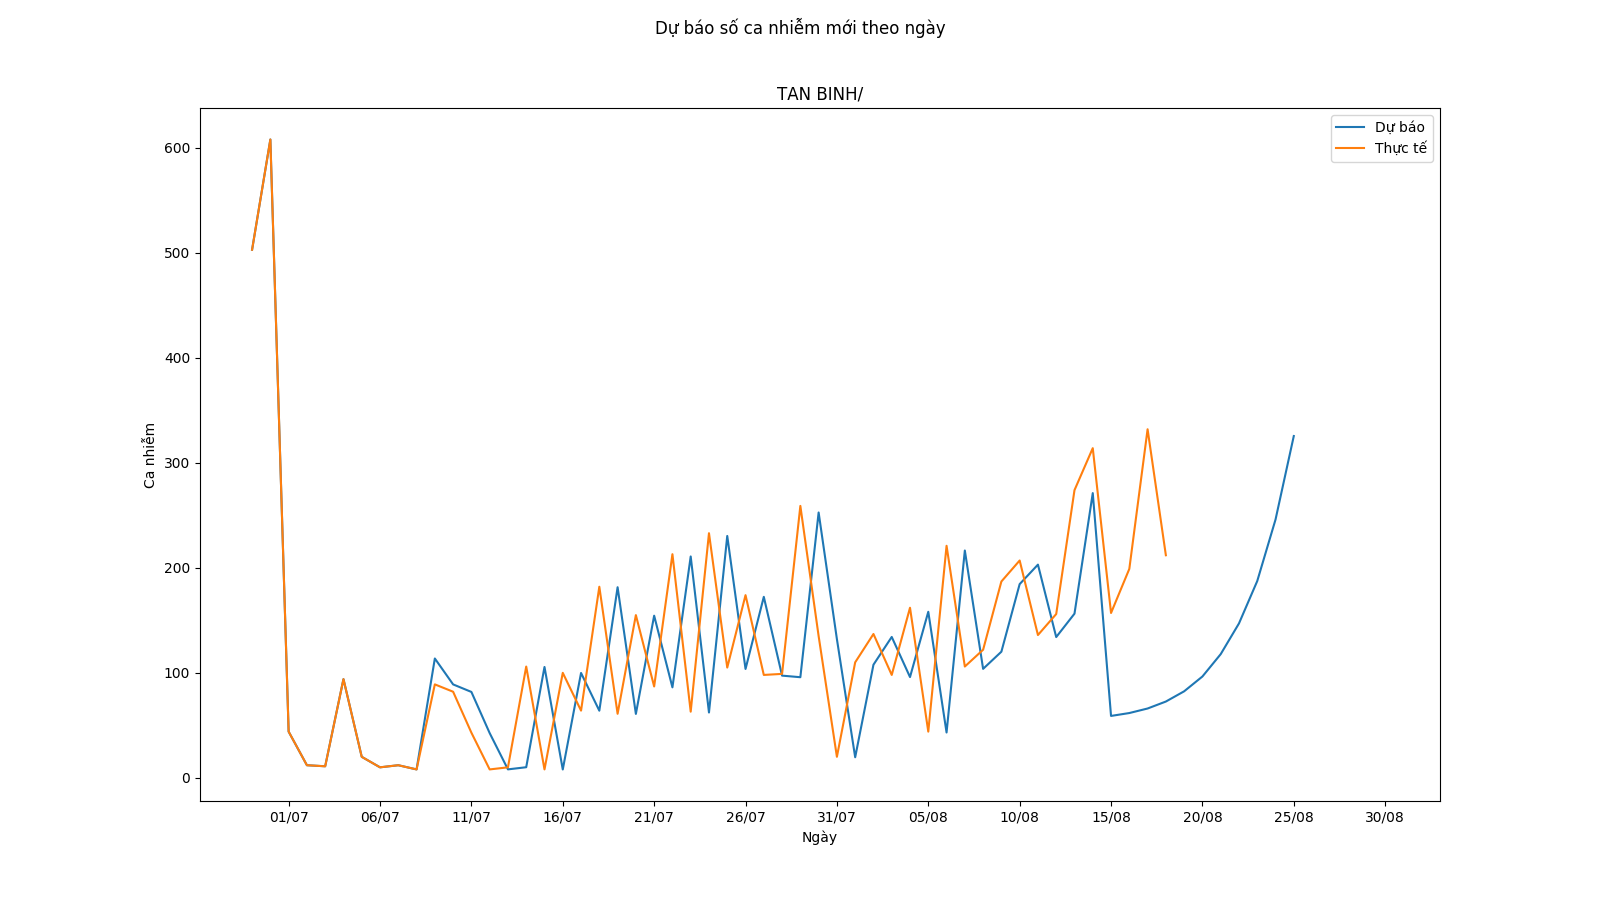 Dự báo số ca nhiễm mới theo ngày
TAN BINH/
Dự báo
Thực tế
600
500
400
300
200
100
0
Ca nhiễm
01/07 06/07 11/07 16/07 21/07 26/07 31/07 05/08 10/08 15/08 20/08 25/08 30/08
Ngày